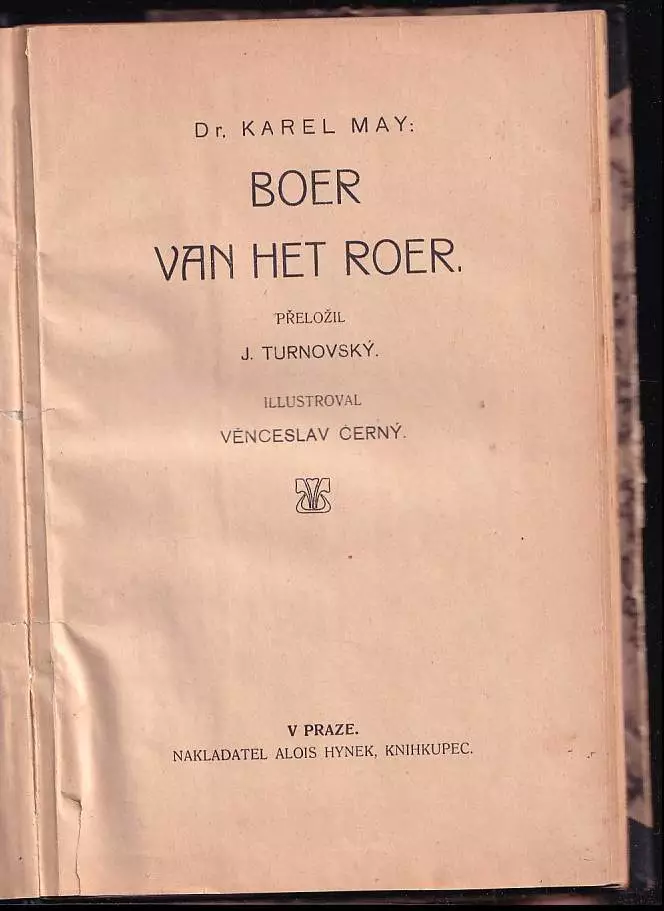 Dr. KAREL MAY:
BOER
VAN HET ROER.
PŘELOŽIL
J. TURNOVSKÝ.
ILLUSTROVAL
VĚNCESLAV ČERNÝ.
V PRAZE.
NAKLADATEL ALOIS HYNEK, KNIHKUPEC.